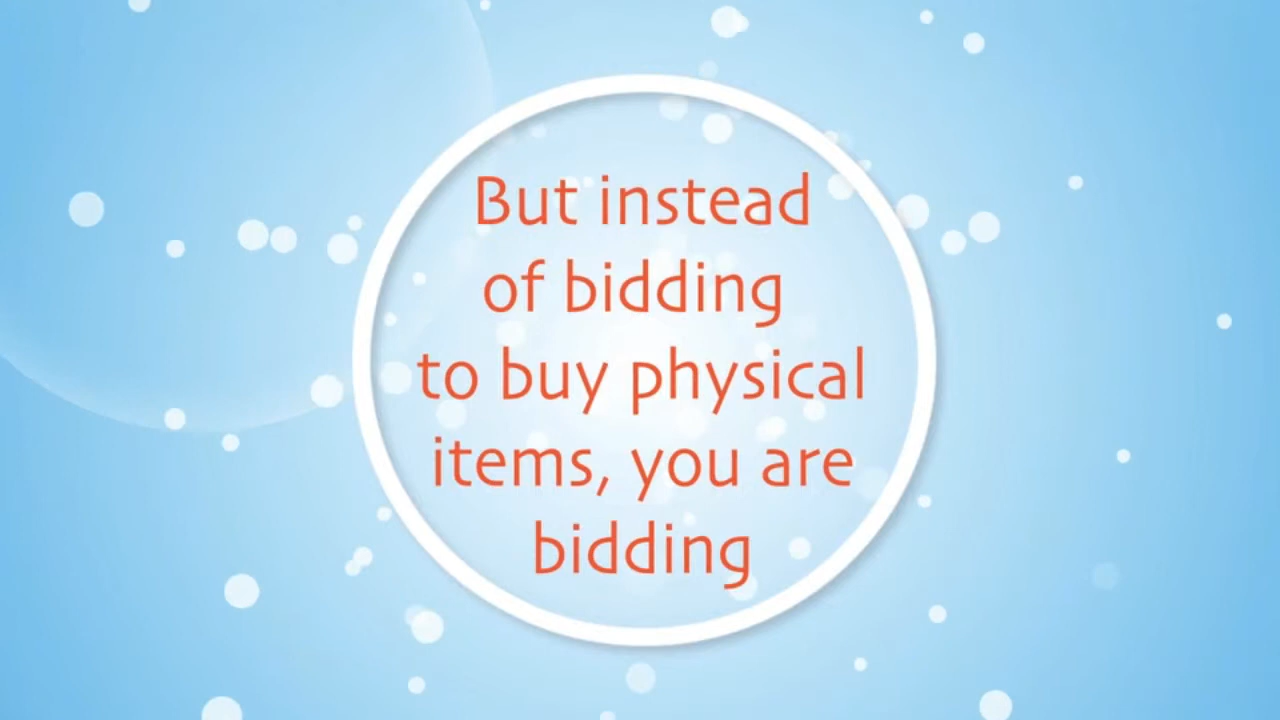 But instead
of bidding
to buy physical
items, you are
bidding